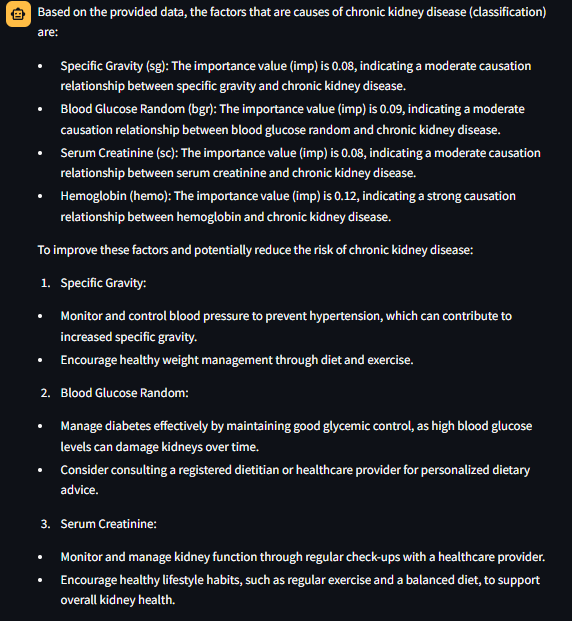 Based on the provided data, the factors that are causes of chronic kidney disease (classification)
are:
• Specific Gravity (sg): The importance value (imp) is 0.08, indicating a moderate causation
relationship between specific gravity and chronic kidney disease.
• Blood Glucose Random (bgr): The importance value (imp) is 0.09, indicating a moderate
causation relationship between blood glucose random and chronic kidney disease.
• Serum Creatinine (sc): The importance value (imp) is 0.08, indicating a moderate causation
relationship between serum creatinine and chronic kidney disease.
• Hemoglobin (hemo): The importance value (imp) is 0.12, indicating a strong causation
relationship between hemoglobin and chronic kidney disease.
To improve these factors and potentially reduce the risk of chronic kidney disease:
1. Specific Gravity:
• Monitor and control blood pressure to prevent hypertension, which can contribute to
increased specific gravity.
• Encourage healthy weight management through diet and exercise.
2. Blood Glucose Random:
• Manage diabetes effectively by maintaining good glycemic control, as high blood glucose
levels can damage kidneys over time.
• Consider consulting a registered dietitian or healthcare provider for personalized dietary
advice.
3. Serum Creatinine:
• Monitor and manage kidney function through regular check-ups with a healthcare provider.
• Encourage healthy lifestyle habits, such as regular exercise and a balanced diet, to support
overall kidney health.